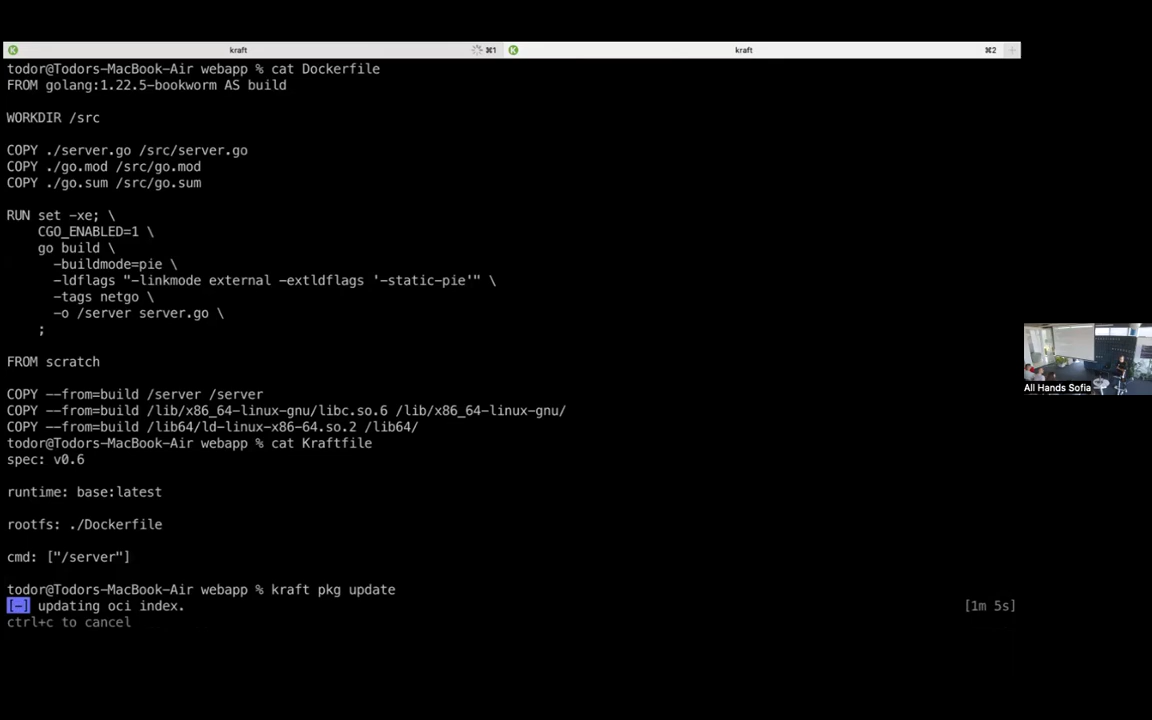 kraft ⌘1 kraft ⌘2 +
todor@Todors-MacBook-Air webapp % cat Dockerfile
FROM golang:1.22.5-bookworm AS build
WORKDIR /src
COPY ./server.go /src/server.go
COPY ./go.mod /src/go.mod
COPY ./go.sum /src/go.sum
RUN set -xe; \
CGO_ENABLED=1 \
go build \
-buildmode=pie \
-ldflags "-linkmode external -extldflags '-static-pie'" \
-tags netgo \
-o /server server.go \
;
FROM scratch
COPY --from=build /server /server
COPY --from=build /lib/x86_64-linux-gnu/libc.so.6 /lib/x86_64-linux-gnu/
COPY --from=build /lib64/ld-linux-x86-64.so.2 /lib64/
todor@Todors-MacBook-Air webapp % cat Kraftfile
spec: v0.6
runtime: base:latest
rootfs: ./Dockerfile
cmd: ["/server"]
todor@Todors-MacBook-Air webapp % kraft pkg update
[-] updating oci index. [1m 5s]
ctrl+c to cancel
All Hands Sofia